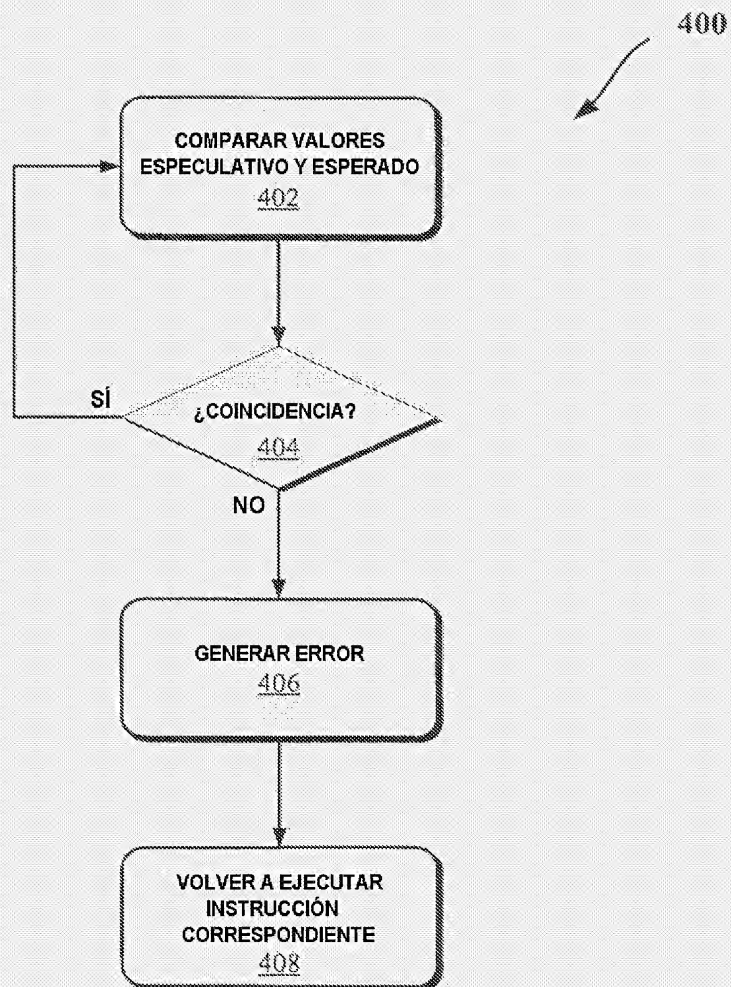 400
COMPARAR VALORES
ESPECULATIVO Y ESPERADO
402
SÍ
¿COINCIDENCIA?
404
NO
GENERAR ERROR
406
VOLVER A EJECUTAR
INSTRUCCIÓN
CORRESPONDIENTE
408